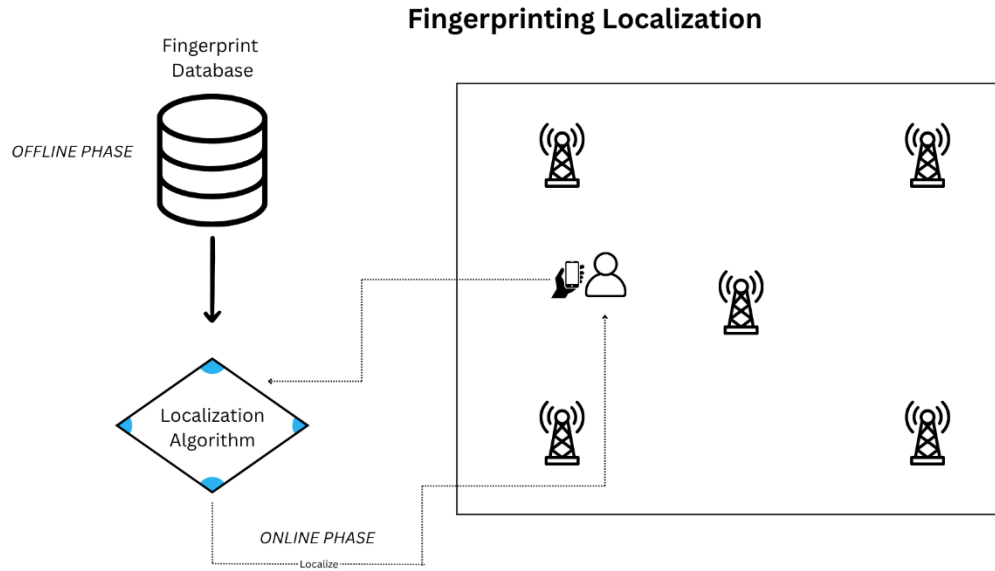 Fingerprinting Localization
Fingerprint
Database
OFFLINE PHASE
Localization
Algorithm
ONLINE PHASE
Localize